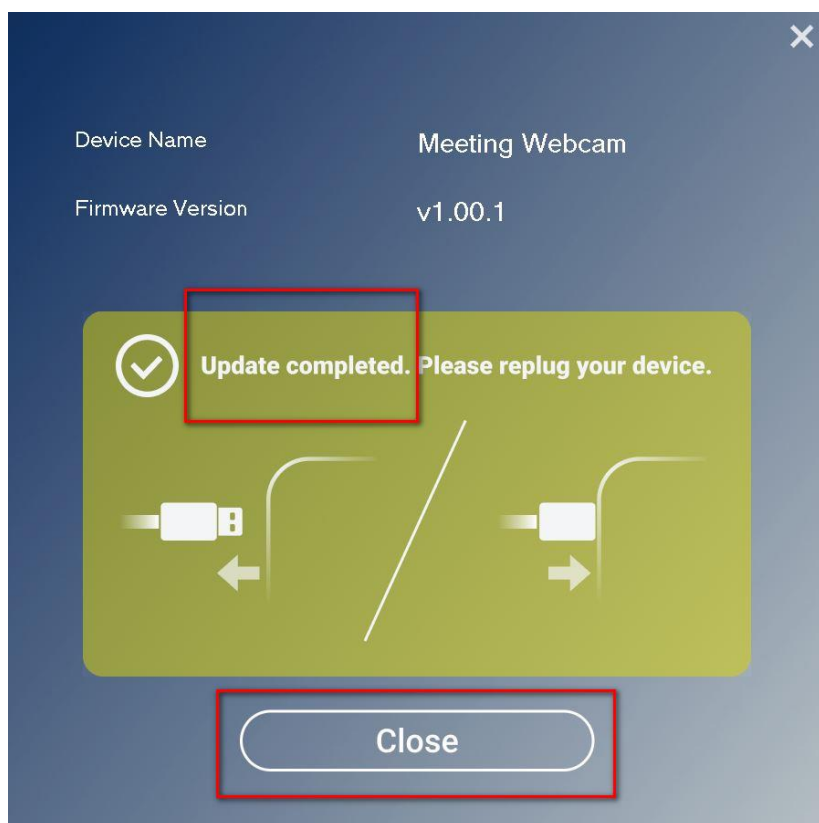 Device Name Meeting Webcam
Firmware Version v1.00.1
Update completed. Please replug your device.
Close